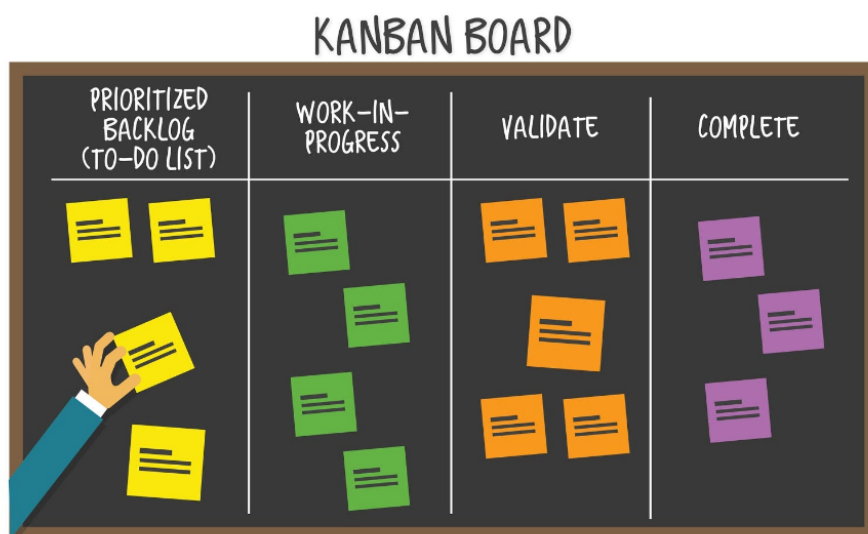 KANBAN BOARD
PRIORITIZED
BACKLOG
(TO-DO LIST)
WORK-IN-
PROGRESS
VALIDATE
COMPLETE